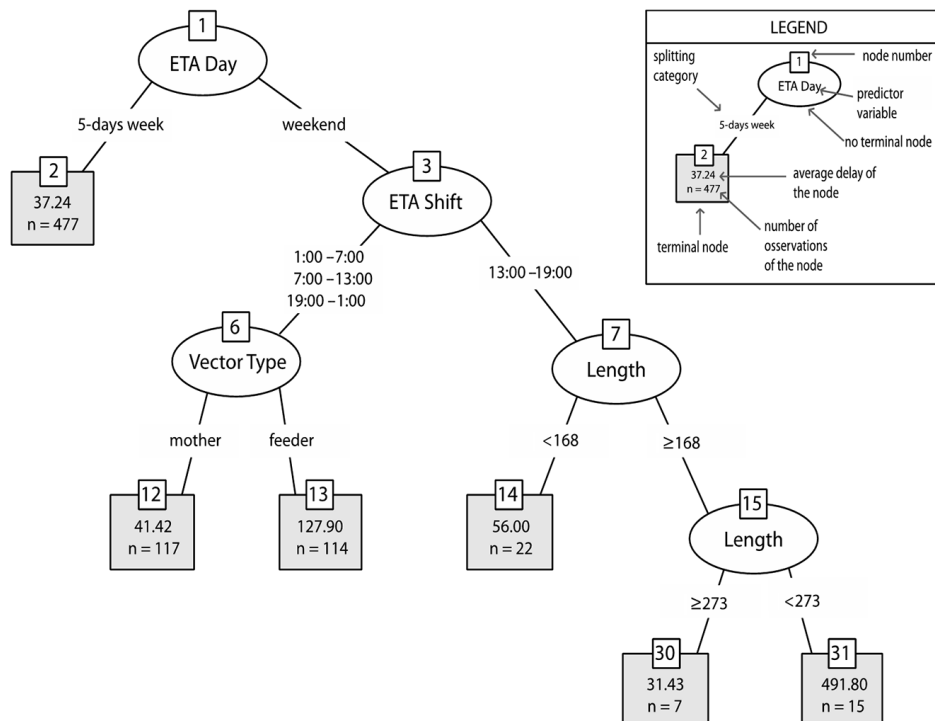 1
ETA Day
5-days week
weekend
2
37.24
n = 477
3
ETA Shift
1:00 –7:00
7:00 –13:00
19:00 –1:00
13:00 –19:00
6
Vector Type
7
Length
mother
feeder
<168
≥168
12
41.42
n = 117
13
127.90
n = 114
14
56.00
n = 22
15
Length
≥273
<273
30
31.43
n = 7
31
491.80
n = 15
LEGEND
splitting
category
1
ETA Day
node number
predictor
variable
5-days week
no terminal node
2
37.24
n = 477
average delay of
the node
terminal node
number of
osservations
of the node